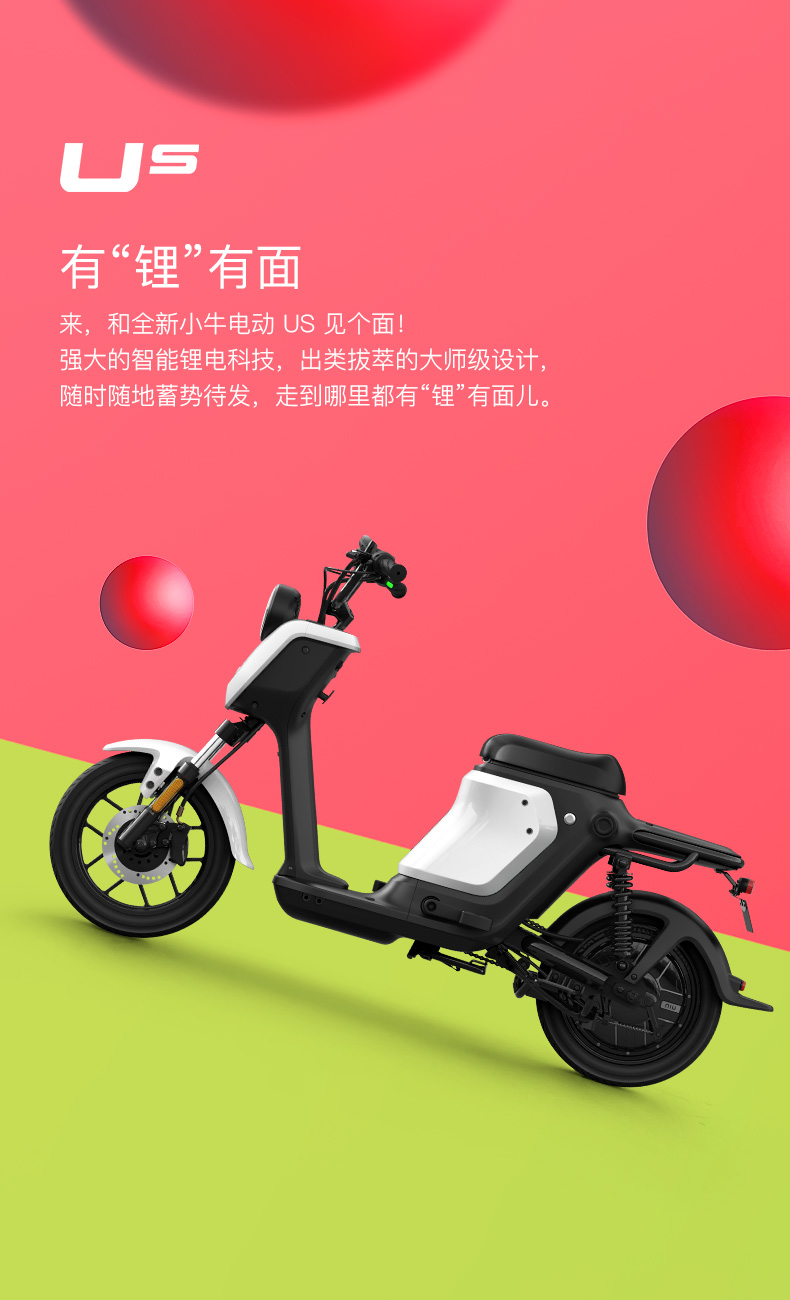 US
有“锂”有面
来，和全新小牛电动 US 见个面！
强大的智能锂电科技，出类拔萃的大师级设计，
随时随地蓄势待发，走到哪里都有“锂”有面儿。
NIU